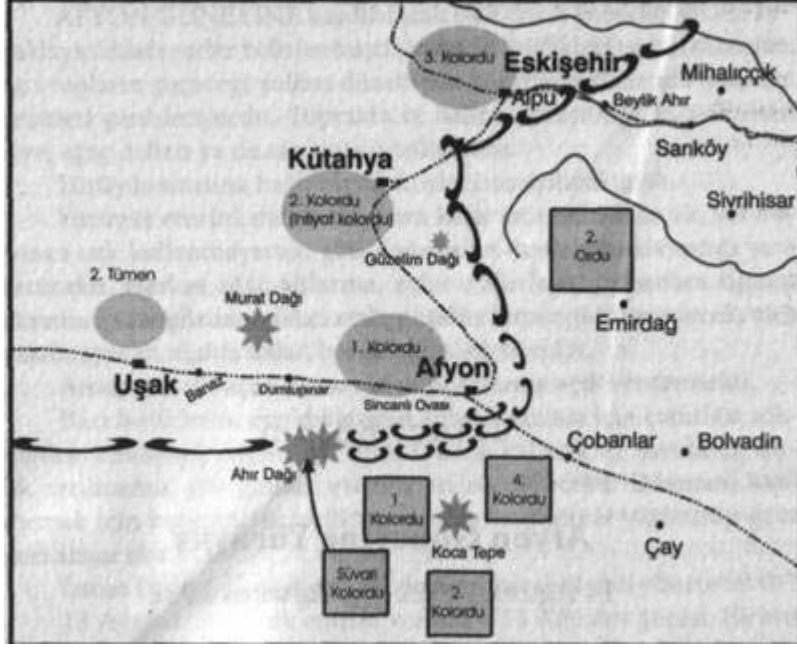 3. Kolordu
Eskişehir
Mihalıççık
Alpu
Beylik Ahır
Sarıköy
Kütahya
2. Kolordu
(İhtiyat kolordu)
Sivrihisar
2.
Ordu
Güzelim Dağı
2. Tümen
Murat Dağı
Emirdağ
1. Kolordu
Uşak
Banaz
Dumlupınar
Afyon
Sincanlı Ovası
Çobanlar
Bolvadin
Ahır Dağı
1.
Kolordu
4.
Kolordu
Koca Tepe
Çay
Süvari
Kolordu
2.
Kolordu